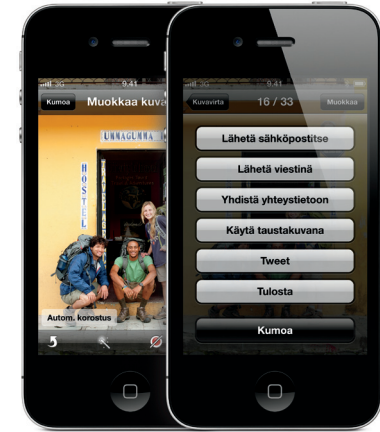 3G
9.41
Kumoa
Muokkaa kuva
UMMAGUMMA
HOSTEL
Autom. korostus
3G
9.41
Kuvavirta
16 / 33
Muokkaa
Lähetä sähköpostitse
Lähetä viestinä
Yhdistä yhteystietoon
Käytä taustakuvana
Tweet
Tulosta
Kumoa